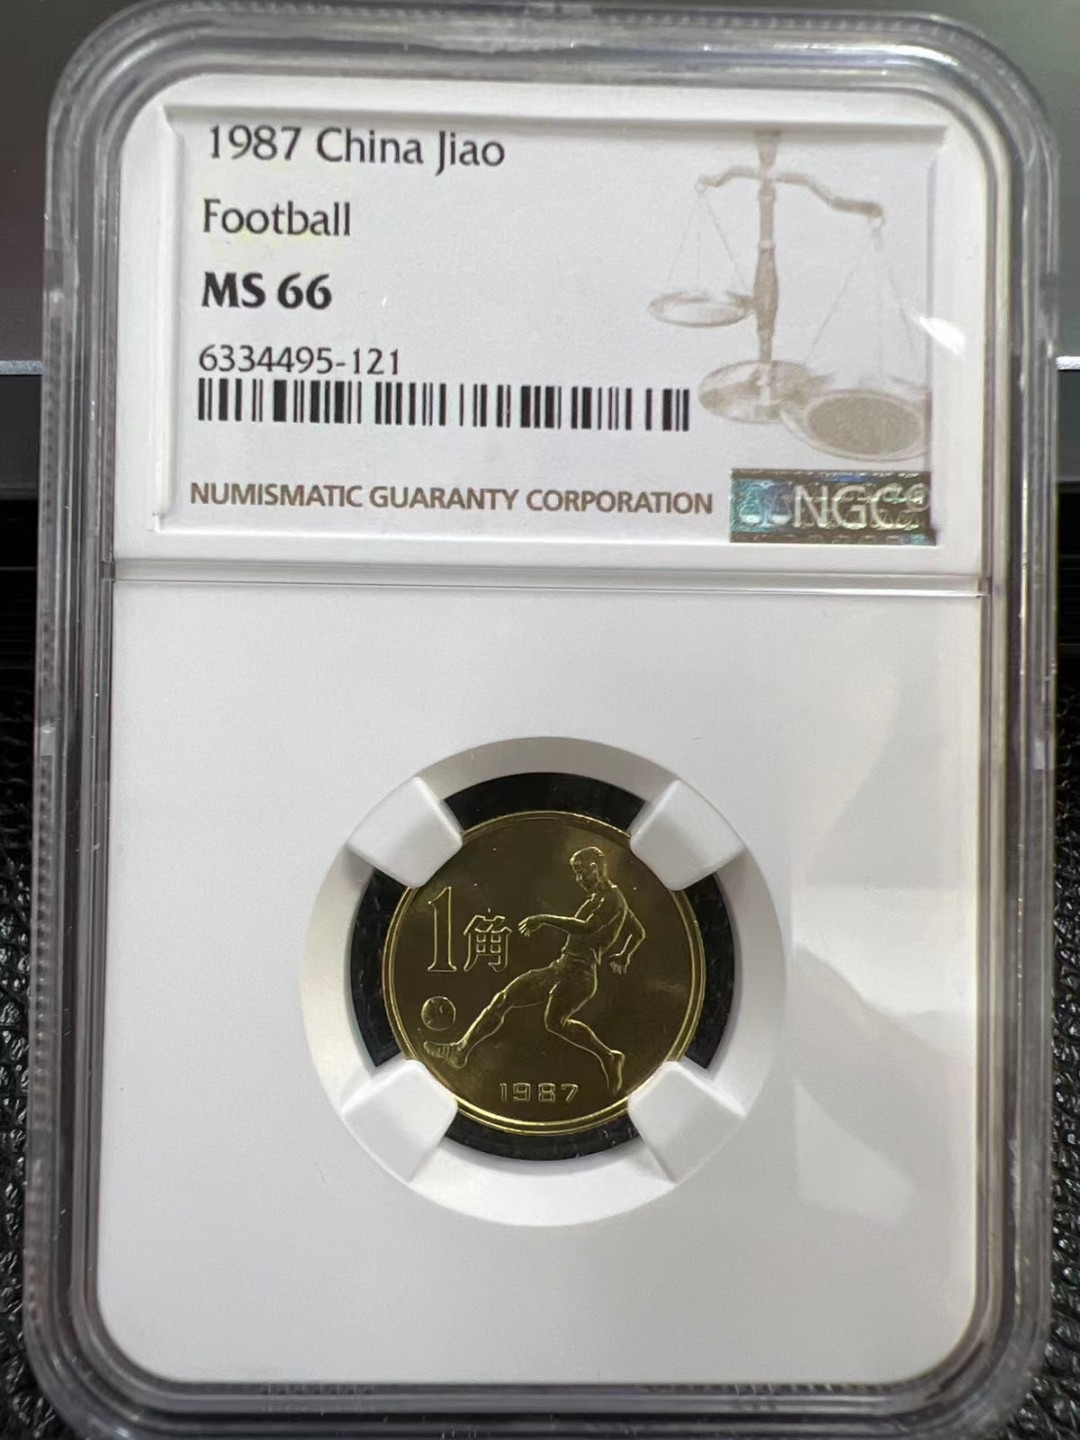 1987 China Jiao
Football
MS 66
6334495-121
NUMISMATIC GUARANTY CORPORATION
NGC
1角
1987